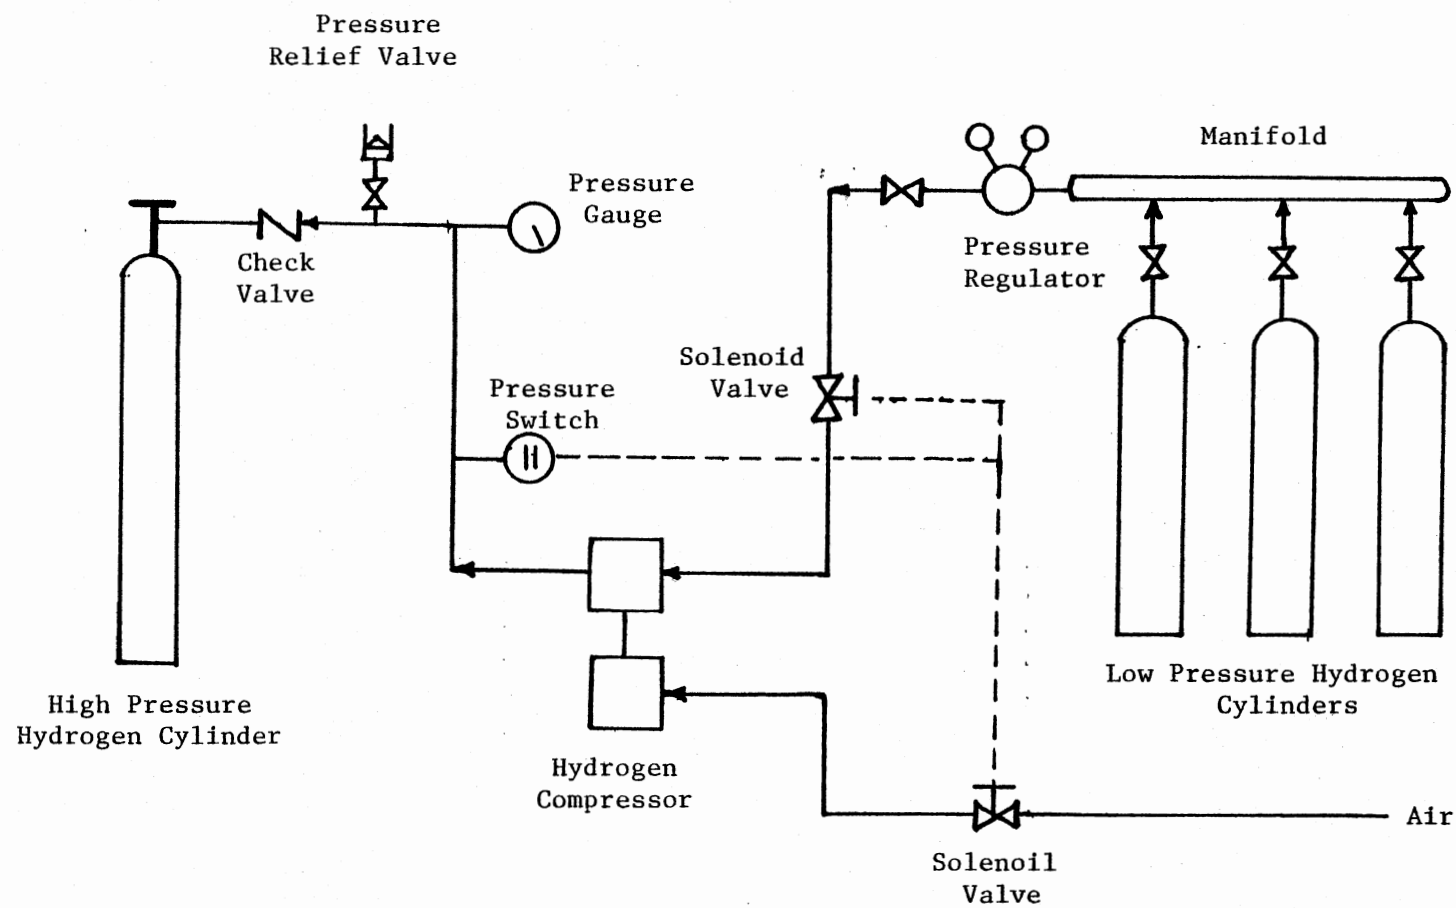 Pressure
Relief Valve
Manifold
Pressure
Gauge
Pressure
Regulator
Check
Valve
Solenoid
Valve
Pressure
Switch
Low Pressure Hydrogen
Cylinders
High Pressure
Hydrogen Cylinder
Hydrogen
Compressor
Air
Solenoil
Valve